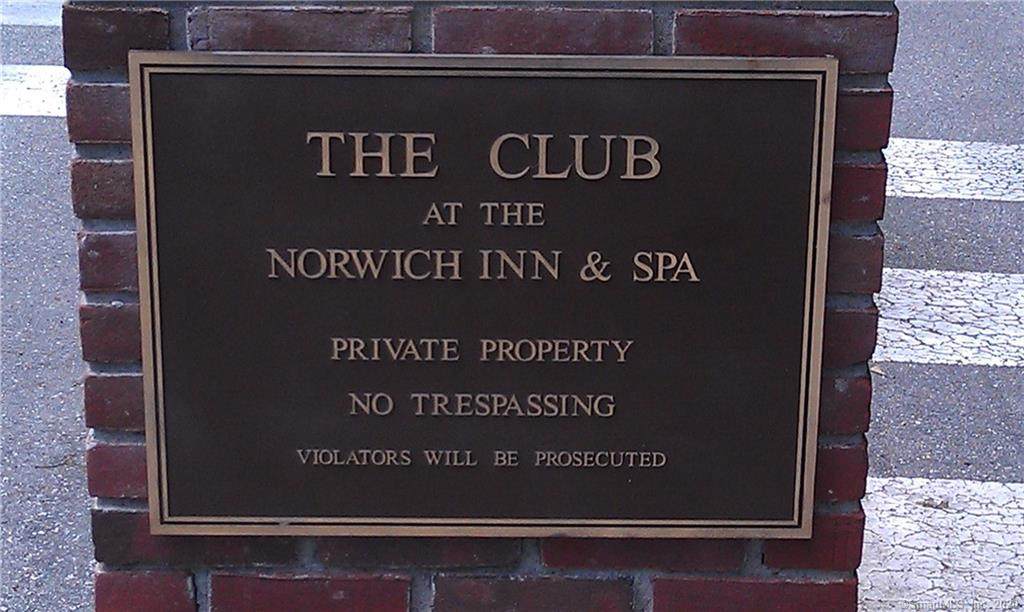 THE CLUB
AT THE
NORWICH INN & SPA
PRIVATE PROPERTY
NO TRESPASSING
VIOLATORS WILL BE PROSECUTED